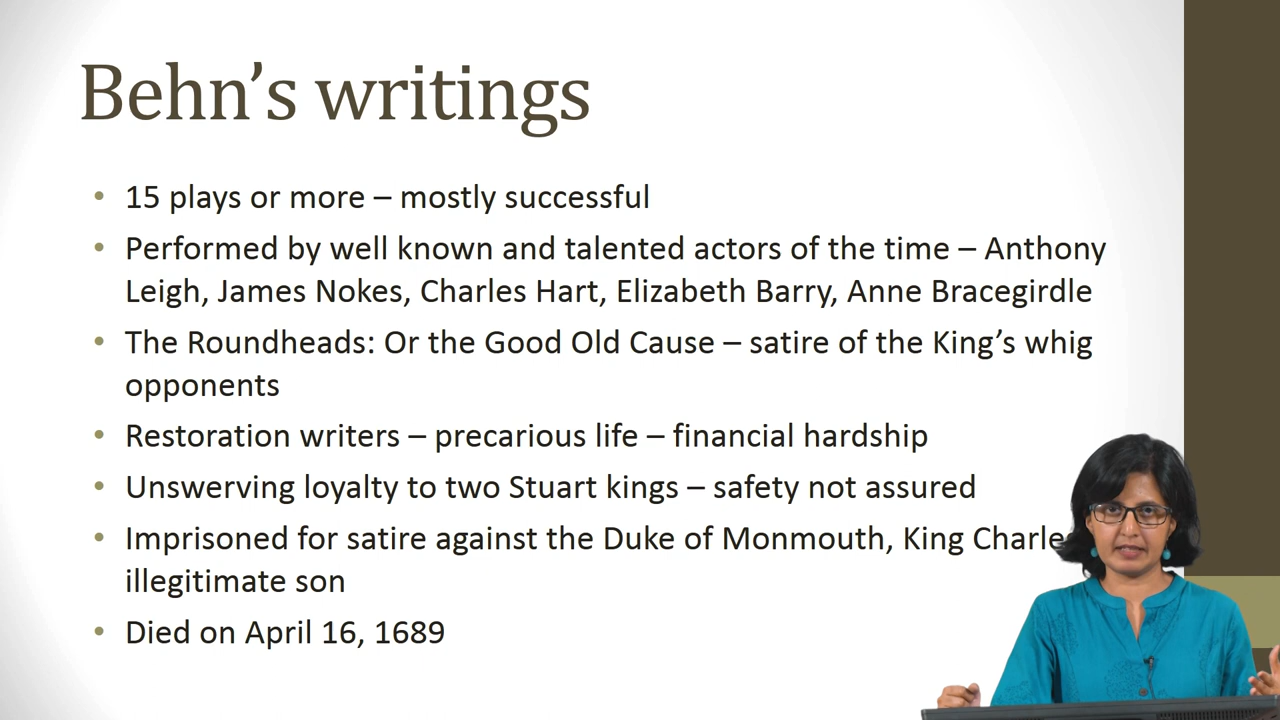 Behn’s writings
• 15 plays or more – mostly successful
• Performed by well known and talented actors of the time – Anthony
Leigh, James Nokes, Charles Hart, Elizabeth Barry, Anne Bracegirdle
• The Roundheads: Or the Good Old Cause – satire of the King’s whig
opponents
• Restoration writers – precarious life – financial hardship
• Unswerving loyalty to two Stuart kings – safety not assured
• Imprisoned for satire against the Duke of Monmouth, King
illegitimate son
• Died on April 16, 1689